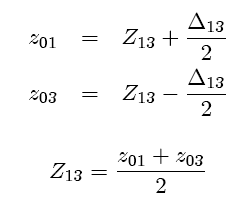 z₀₁ = Z₁₃ + Δ₁₃/2
z₀₃ = Z₁₃ − Δ₁₃/2
Z₁₃ = (z₀₁ + z₀₃)/2